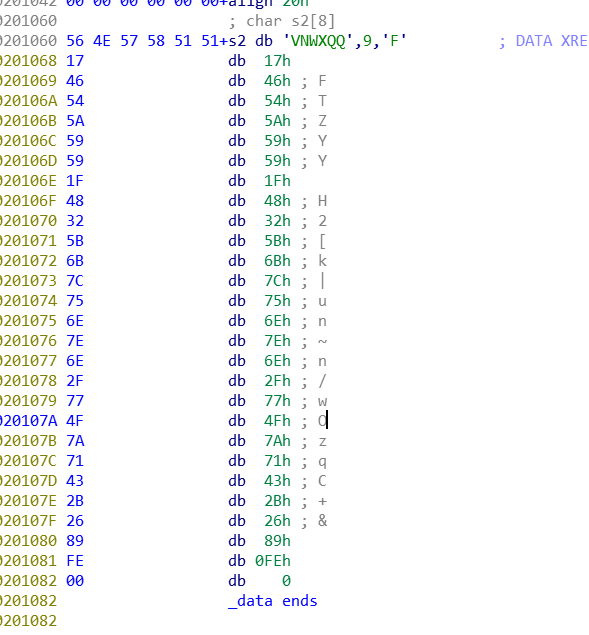 0201042 00 00 00 00 00 00+align 20h
0201060 ; char s2[8]
0201060 56 4E 57 58 51 51+s2 db 'VNWXQQ',9,'F' ; DATA XRE
0201068 17 db 17h
0201069 46 db 46h ; F
020106A 54 db 54h ; T
020106B 5A db 5Ah ; Z
020106C 59 db 59h ; Y
020106D 59 db 59h ; Y
020106E 1F db 1Fh
020106F 48 db 48h ; H
0201070 32 db 32h ; 2
0201071 5B db 5Bh ; [
0201072 6B db 6Bh ; k
0201073 7C db 7Ch ; |
0201074 75 db 75h ; u
0201075 6E db 6Eh ; n
0201076 7E db 7Eh ; ~
0201077 6E db 6Eh ; n
0201078 2F db 2Fh ; /
0201079 77 db 77h ; w
020107A 4F db 4Fh ; O
020107B 7A db 7Ah ; z
020107C 71 db 71h ; q
020107D 43 db 43h ; C
020107E 2B db 2Bh ; +
020107F 26 db 26h ; &
0201080 89 db 89h
0201081 FE db 0FEh
0201082 00 db 0
0201082 _data ends
0201082